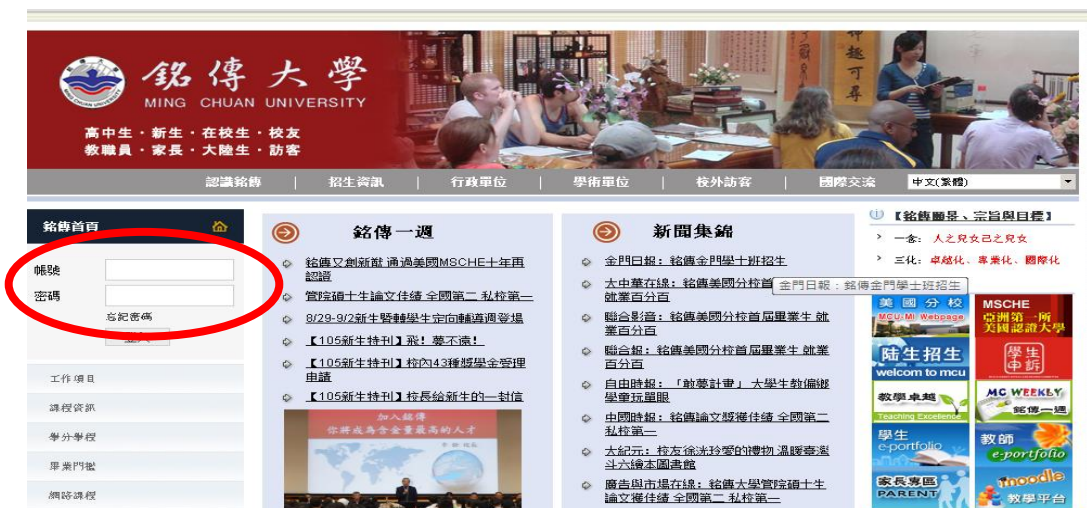 銘傳大學
MING CHUAN UNIVERSITY
高中生・新生・在校生・校友
教職員・家長・大陸生・訪客
認識銘傳 | 招生資訊 | 行政單位 | 學術單位 | 校外訪客 | 國際交流 中文(繁體)
銘傳首頁
帳號
密碼
忘記密碼
登入
工作項目
課程資訊
學分學程
畢業門檻
網路課程
銘傳一週
銘傳又創新猷 通過美國MSCHE十年再
認證
管院碩十生論文佳績 全國第二 私校第一
8/29-9/2新生暨轉學生定向輔導週登場
【105新生特刊】飛！夢不遠！
【105新生特刊】校內43種獎學金受理
申請
【105新生特刊】校長給新生的一封信
加入銘傳
你將成為含金量最高的人才
新聞集錦
金門日報：銘傳金門學士班招生
大中華在線：銘傳美國分校首
就業百分百
金門日報：銘傳金門學士班招生
聯合影音：銘傳美國分校首屆畢業生 就
業百分百
聯合報：銘傳美國分校首屆畢業生 就業
百分百
自由時報：「敢夢計畫」 大學生教偏鄉
學童玩單眼
中國時報：銘傳論文獎獲佳績 全國第二
私校第一
大紀元：校友徐洸玲愛的禮物 溫暖臺灣
斗六繪本圖書館
廣告與市場在線：銘傳大學管院碩十生
論文獲佳績 全國第二 私校第一
【銘傳願景、宗旨與目標】
一念：人之兒女己之兒女
三化：卓越化、專業化、國際化
美國分校
MCU-MI Webpage
MSCHE
亞洲第一所
美國認證大學
陸生招生
welcom to mcu
學生
申訴
教學卓越
Teaching Excellence
MC WEEKLY
銘傳一週
學生
e-portfolio
教師
e-portfolio
家長專區
PARENT
moodle
教學平台